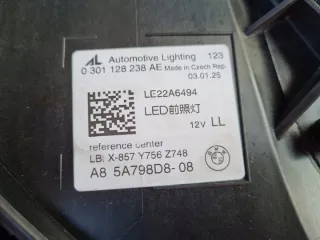 AL Automotive Lighting 123
0 301 128 238 AE Made in Czech Rep.
03.01.25
LE22A6494
LED前照灯
12V LL
reference center
LB: X-857 Y756 Z748
A8 5A798D8-08